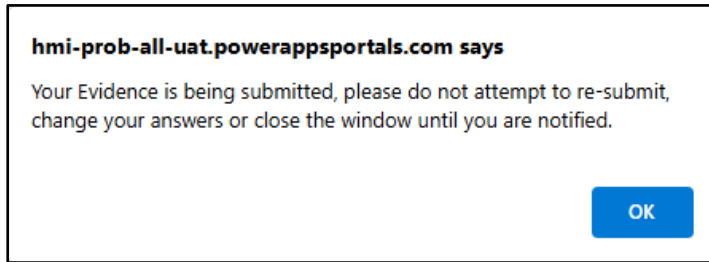 hmi-prob-all-uat.powerappsportals.com says
Your Evidence is being submitted, please do not attempt to re-submit,
change your answers or close the window until you are notified.
OK